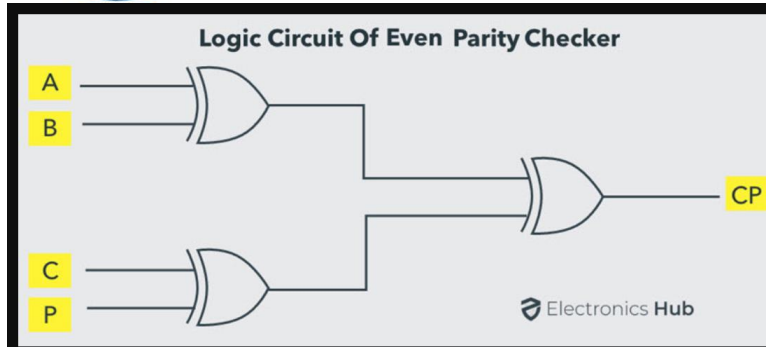 Logic Circuit Of Even Parity Checker
A
B
CP
C
P
Electronics Hub